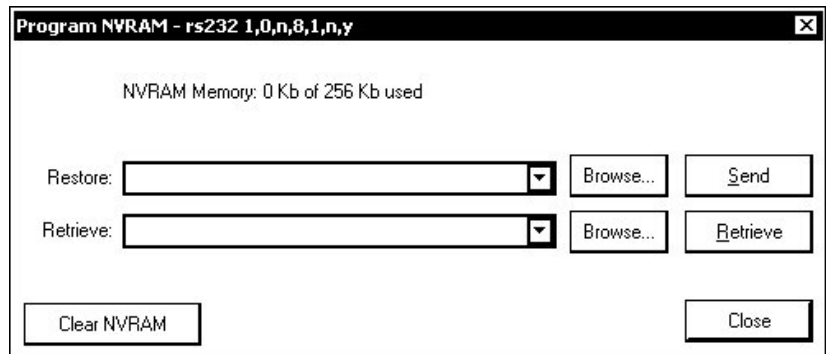 Program NVRAM - rs232 1,0,n,8,1,n,y
NVRAM Memory: 0 Kb of 256 Kb used
Restore: Browse... Send
Retrieve: Browse... Retrieve
Clear NVRAM Close